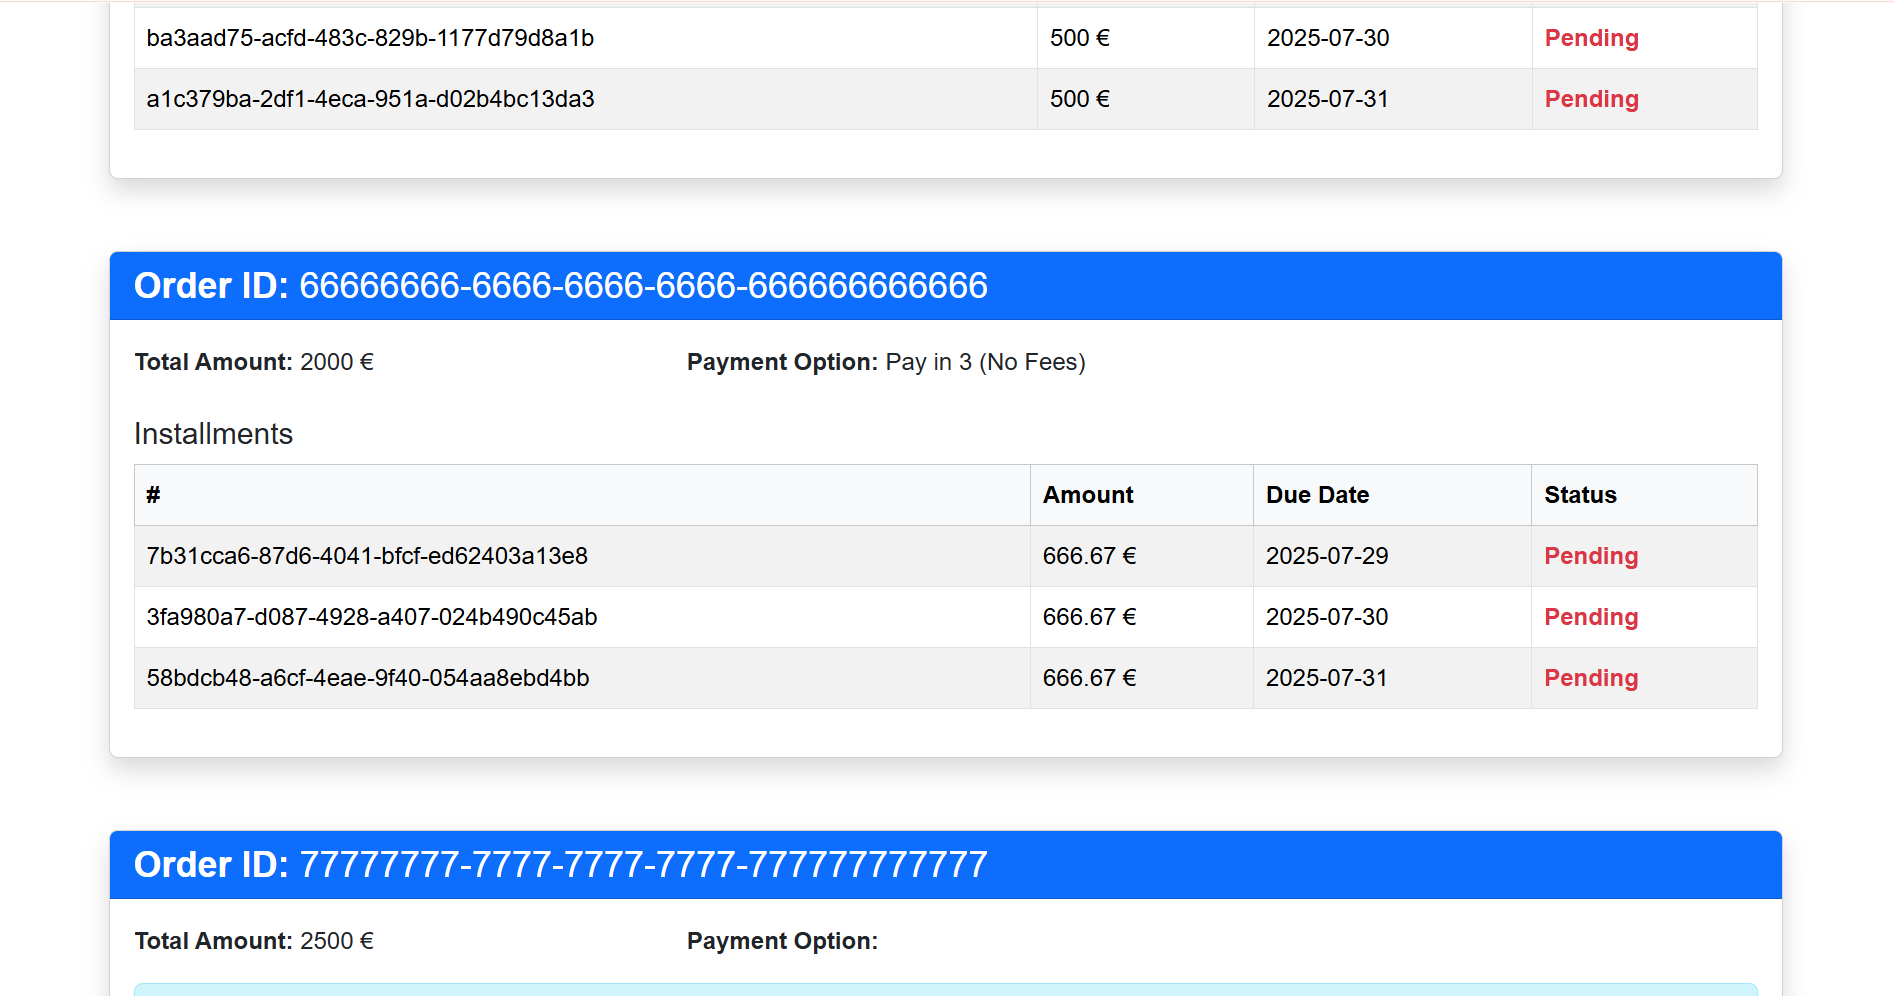 ba3aad75-acfd-483c-829b-1177d79d8a1b 500 € 2025-07-30 Pending
a1c379ba-2df1-4eca-951a-d02b4bc13da3 500 € 2025-07-31 Pending
Order ID: 66666666-6666-6666-6666-666666666666
Total Amount: 2000 € Payment Option: Pay in 3 (No Fees)
Installments
# Amount Due Date Status
7b31cca6-87d6-4041-bfcf-ed62403a13e8 666.67 € 2025-07-29 Pending
3fa980a7-d087-4928-a407-024b490c45ab 666.67 € 2025-07-30 Pending
58bdcb48-a6cf-4eae-9f40-054aa8ebd4bb 666.67 € 2025-07-31 Pending
Order ID: 77777777-7777-7777-7777-777777777777
Total Amount: 2500 € Payment Option: